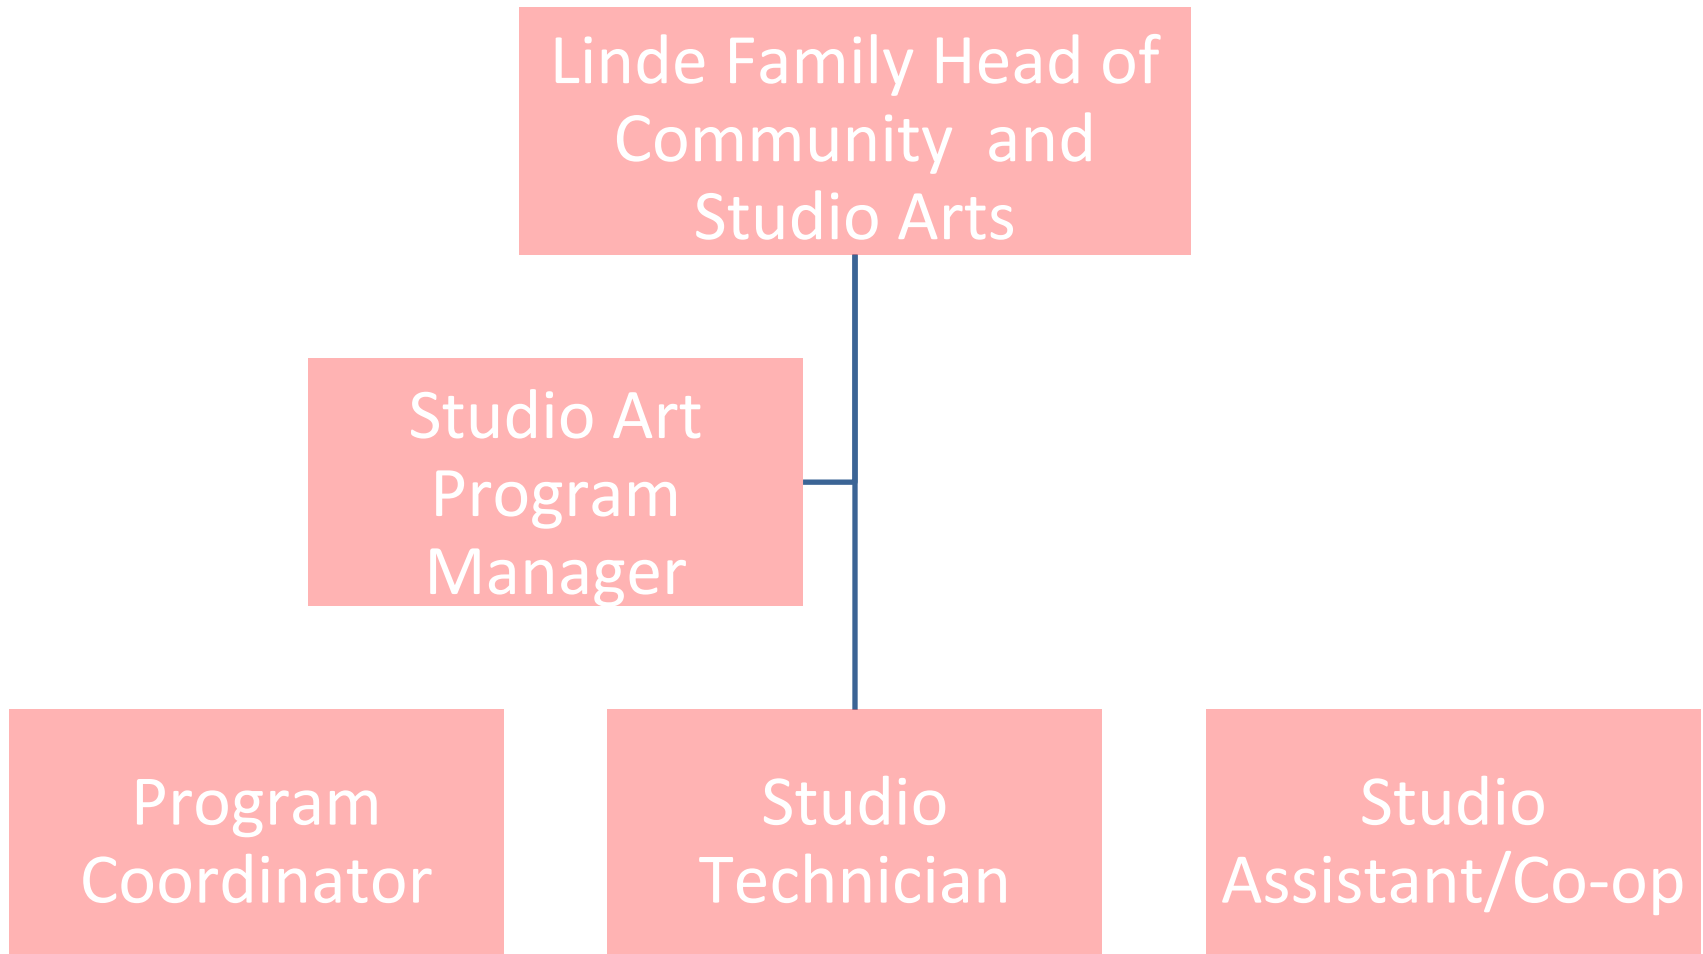 Linde Family Head of
Community  and
Studio Arts
Studio Art
Program
Manager
Program
Coordinator
Studio
Technician
Studio
Assistant/Co-op